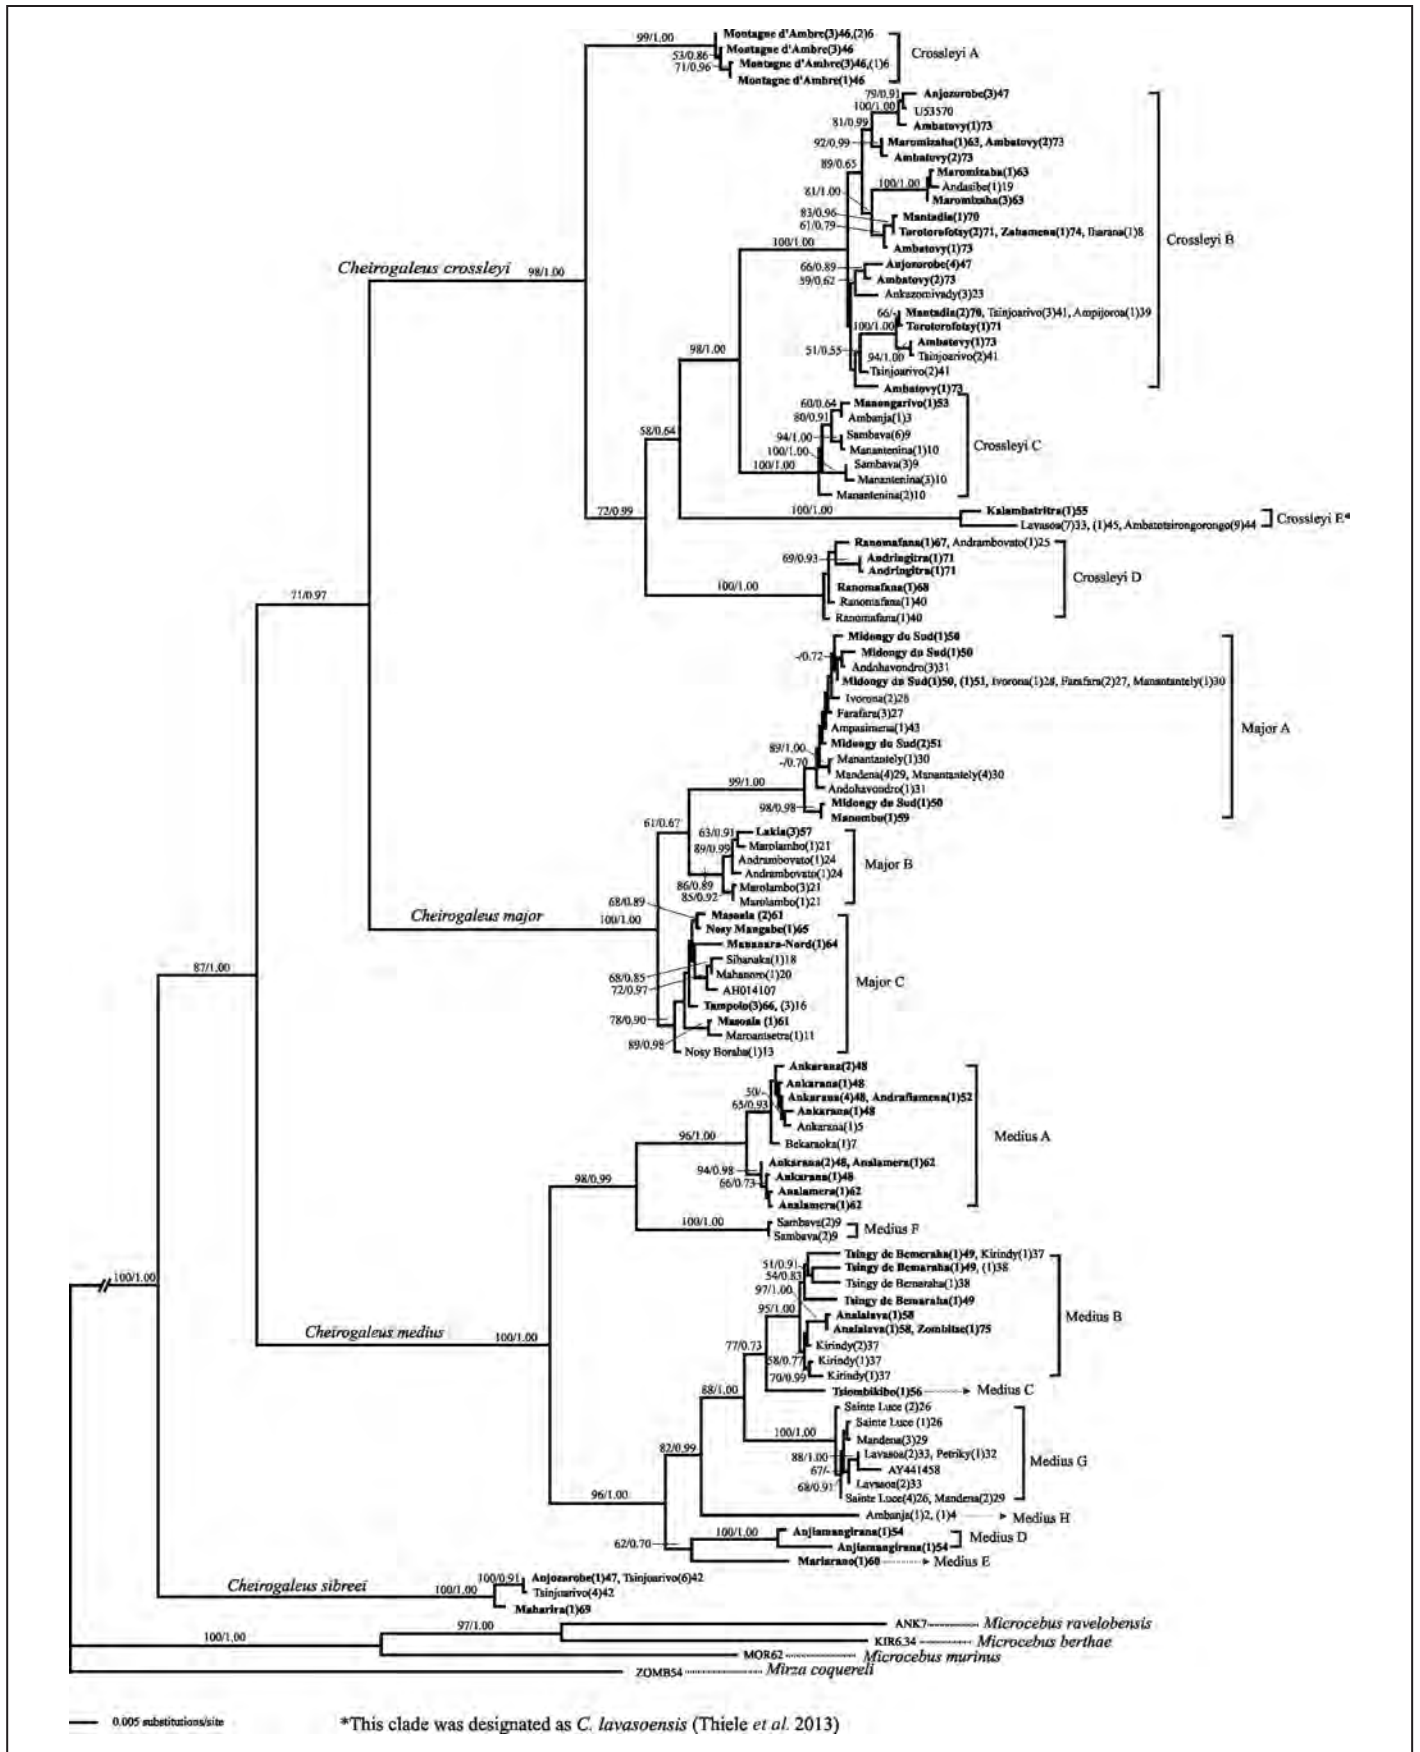 99/1.00
Montagne d'Ambre(3)46,(2)6
Montagne d'Ambre(3)46
53/0.86
Montagne d'Ambre(3)46,(1)6
71/0.96
Montagne d'Ambre(1)46
Crossleyi A
79/0.91
Anjozorobe(3)47
100/1.00
U53570
Ambatovy(1)73
81/0.99
92/0.99
Maromizaha(1)63, Ambatovy(2)73
Ambatovy(2)73
89/0.65
Maromizaha(1)63
100/1.00
Andasibe(1)19
Maromizaha(3)63
81/1.00
83/0.96
Mantadia(1)70
61/0.79
Torotorofotsy(2)71, Zahamena(1)74, Iharana(1)8
Ambatovy(1)73
Crossleyi B
100/1.00
66/0.89
Anjozorobe(4)47
59/0.62
Ambatovy(2)73
Ankazomivady(3)23
66/-
Mantadia(2)70, Tsinjoarivo(3)41, Ampijoroa(1)39
100/1.00
Torotorofotsy(1)71
Ambatovy(1)73
51/0.55
94/1.00
Tsinjoarivo(2)41
Tsinjoarivo(2)41
Ambatovy(1)73
Cheirogaleus crossleyi
98/1.00
98/1.00
60/0.64
Manongarivo(1)53
80/0.91
Ambanja(1)3
94/1.00
Sambava(6)9
Manantenina(1)10
100/1.00
Sambava(3)9
100/1.00
Manantenina(3)10
Manantenina(2)10
Crossleyi C
58/0.64
72/0.99
100/1.00
Kalambatritra(1)55
Lavasoa(7)33, (1)45, Ambatotsirongorongo(9)44
Crossleyi E*
Ranomafana(1)67, Andrambovato(1)25
69/0.93
Andringitra(1)71
Andringitra(1)71
100/1.00
Ranomafana(1)68
Ranomafana(1)40
Ranomafana(1)40
Crossleyi D
71/0.97
Midongy du Sud(1)50
-/0.72
Midongy du Sud(1)50
Andohavondro(3)31
Midongy du Sud(1)50, (1)51, Ivorona(1)28, Farafara(2)27, Manantantely(1)30
Ivorona(2)28
Farafara(3)27
Ampasimena(1)43
Midongy du Sud(2)51
89/1.00
Manantantely(1)30
-/0.70
Mandena(4)29, Manantantely(4)30
99/1.00
Andohavondro(1)31
98/0.98
Midongy du Sud(1)50
Manombo(1)59
Major A
61/0.67
63/0.91
Lakia(3)57
89/0.99
Marolambo(1)21
Andrambovato(1)24
Andrambovato(1)24
86/0.89
Marolambo(3)21
85/0.92
Marolambo(1)21
Major B
Cheirogaleus major
100/1.00
68/0.89
Masoala (2)61
Nosy Mangabe(1)65
Mananara-Nord(1)64
Sihanaka(1)18
68/0.85
Mahanoro(1)20
72/0.97
AH014107
Tampolo(3)66, (3)16
78/0.90
Masoala (1)61
89/0.98
Maroantsetra(1)11
Nosy Boraha(1)13
Major C
87/1.00
Ankarana(2)48
Ankarana(1)48
50/-
Ankarana(4)48, Andrafiamena(1)52
65/0.93
Ankarana(1)48
Ankarana(1)5
Bekaraoka(1)7
96/1.00
94/0.98
Ankarana(2)48, Analamera(1)62
66/0.73
Ankarana(1)48
Analamera(1)62
Analamera(1)62
Medius A
98/0.99
100/1.00
Sambava(2)9
Sambava(2)9
Medius F
100/1.00
Cheirogaleus medius
100/1.00
51/0.91
Tsingy de Bemaraha(1)49, Kirindy(1)37
54/0.83
Tsingy de Bemaraha(1)49, (1)38
Tsingy de Bemaraha(1)38
97/1.00
Tsingy de Bemaraha(1)49
95/1.00
Analalava(1)58
Analalava(1)58, Zombitse(1)75
Kirindy(2)37
58/0.77
Kirindy(1)37
70/0.99
Kirindy(1)37
Medius B
77/0.73
Tsiombikibo(1)56
Medius C
88/1.00
Sainte Luce (2)26
Sainte Luce (1)26
100/1.00
Mandena(3)29
88/1.00
Lavasoa(2)33, Petriky(1)32
67/-
AY441458
68/0.91
Lavasoa(2)33
Sainte Luce(4)26, Mandena(2)29
Medius G
82/0.99
96/1.00
Ambanja(1)2, (1)4
Medius H
62/0.70
100/1.00
Anjiamangirana(1)54
Anjiamangirana(1)54
Medius D
Mariarano(1)60
Medius E
Cheirogaleus sibreei
100/1.00
100/0.91
Anjozorobe(1)47, Tsinjoarivo(6)42
Tsinjoarivo(4)42
Maharira(1)69
100/1.00
97/1.00
ANK7
Microcebus ravelobensis
KIR6.34
Microcebus berthae
MOR62
Microcebus murinus
ZOMB54
Mirza coquereli
0.005 substitutions/site
*This clade was designated as C. lavasoensis (Thiele et al. 2013)